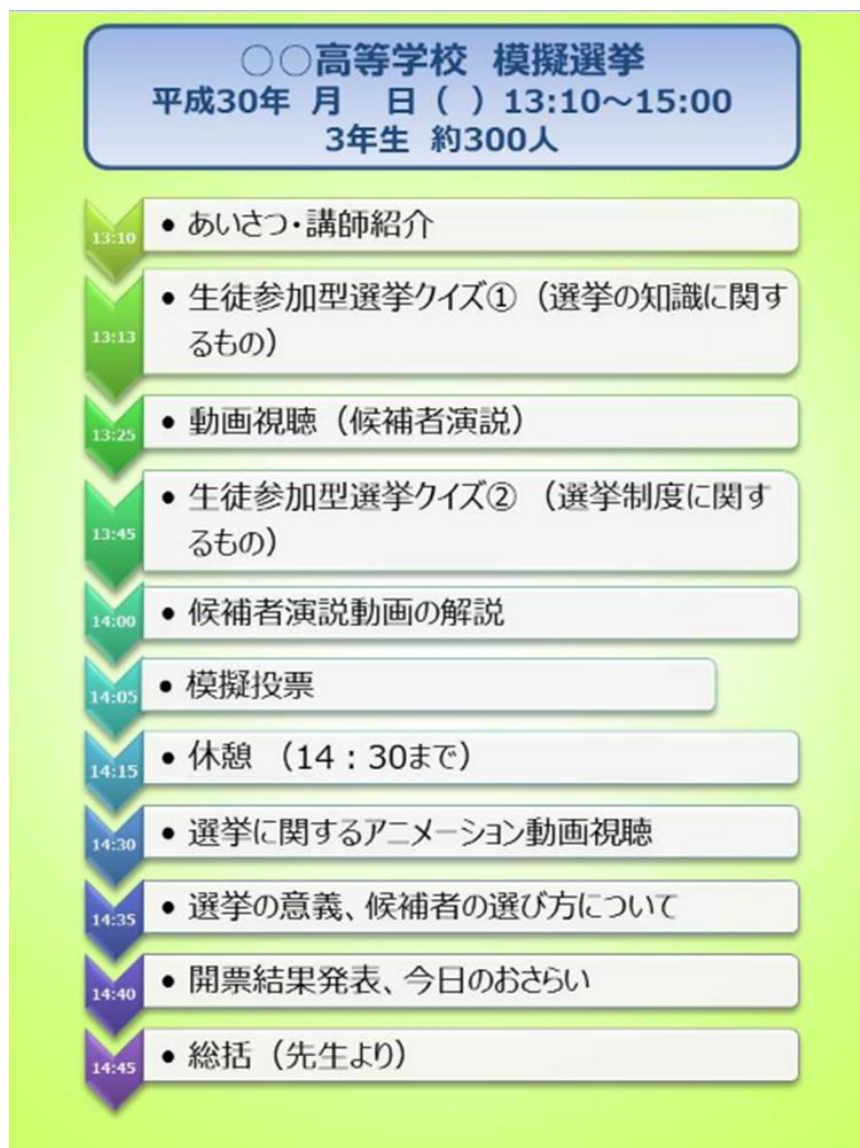 ○○高等学校 模擬選挙
平成30年 月 日（ ）13:10～15:00
3年生 約300人
13:10
• あいさつ・講師紹介
13:13
• 生徒参加型選挙クイズ①（選挙の知識に関す
るもの）
13:25
• 動画視聴（候補者演説）
13:45
• 生徒参加型選挙クイズ② （選挙制度に関す
るもの）
14:00
• 候補者演説動画の解説
14:05
• 模擬投票
14:15
• 休憩 （14：30まで）
14:30
• 選挙に関するアニメーション動画視聴
14:35
• 選挙の意義、候補者の選び方について
14:40
• 開票結果発表、今日のおさらい
14:45
• 総括（先生より）